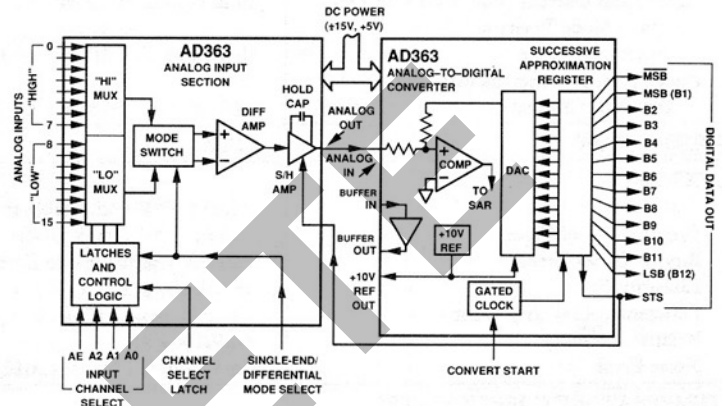 DC POWER
(±15V, +5V)
AD363
ANALOG INPUT
SECTION
AD363
ANALOG-TO-DIGITAL
CONVERTER
SUCCESSIVE
APPROXIMATION
REGISTER
ANALOG INPUTS
"HIGH"
"LOW"
0
7
8
15
"HI"
MUX
"LO"
MUX
MODE
SWITCH
DIFF
AMP
HOLD
CAP
S/H
AMP
ANALOG
OUT
ANALOG
IN
BUFFER
IN
BUFFER
OUT
+10V
REF
OUT
COMP
TO
SAR
+10V
REF
DAC
GATED
CLOCK
MSB
MSB (B1)
B2
B3
B4
B5
B6
B7
B8
B9
B10
B11
LSB (B12)
STS
DIGITAL DATA OUT
LATCHES
AND
CONTROL
LOGIC
AE A2 A1 A0
INPUT
CHANNEL
SELECT
CHANNEL
SELECT
LATCH
SINGLE-END/
DIFFERENTIAL
MODE SELECT
CONVERT START